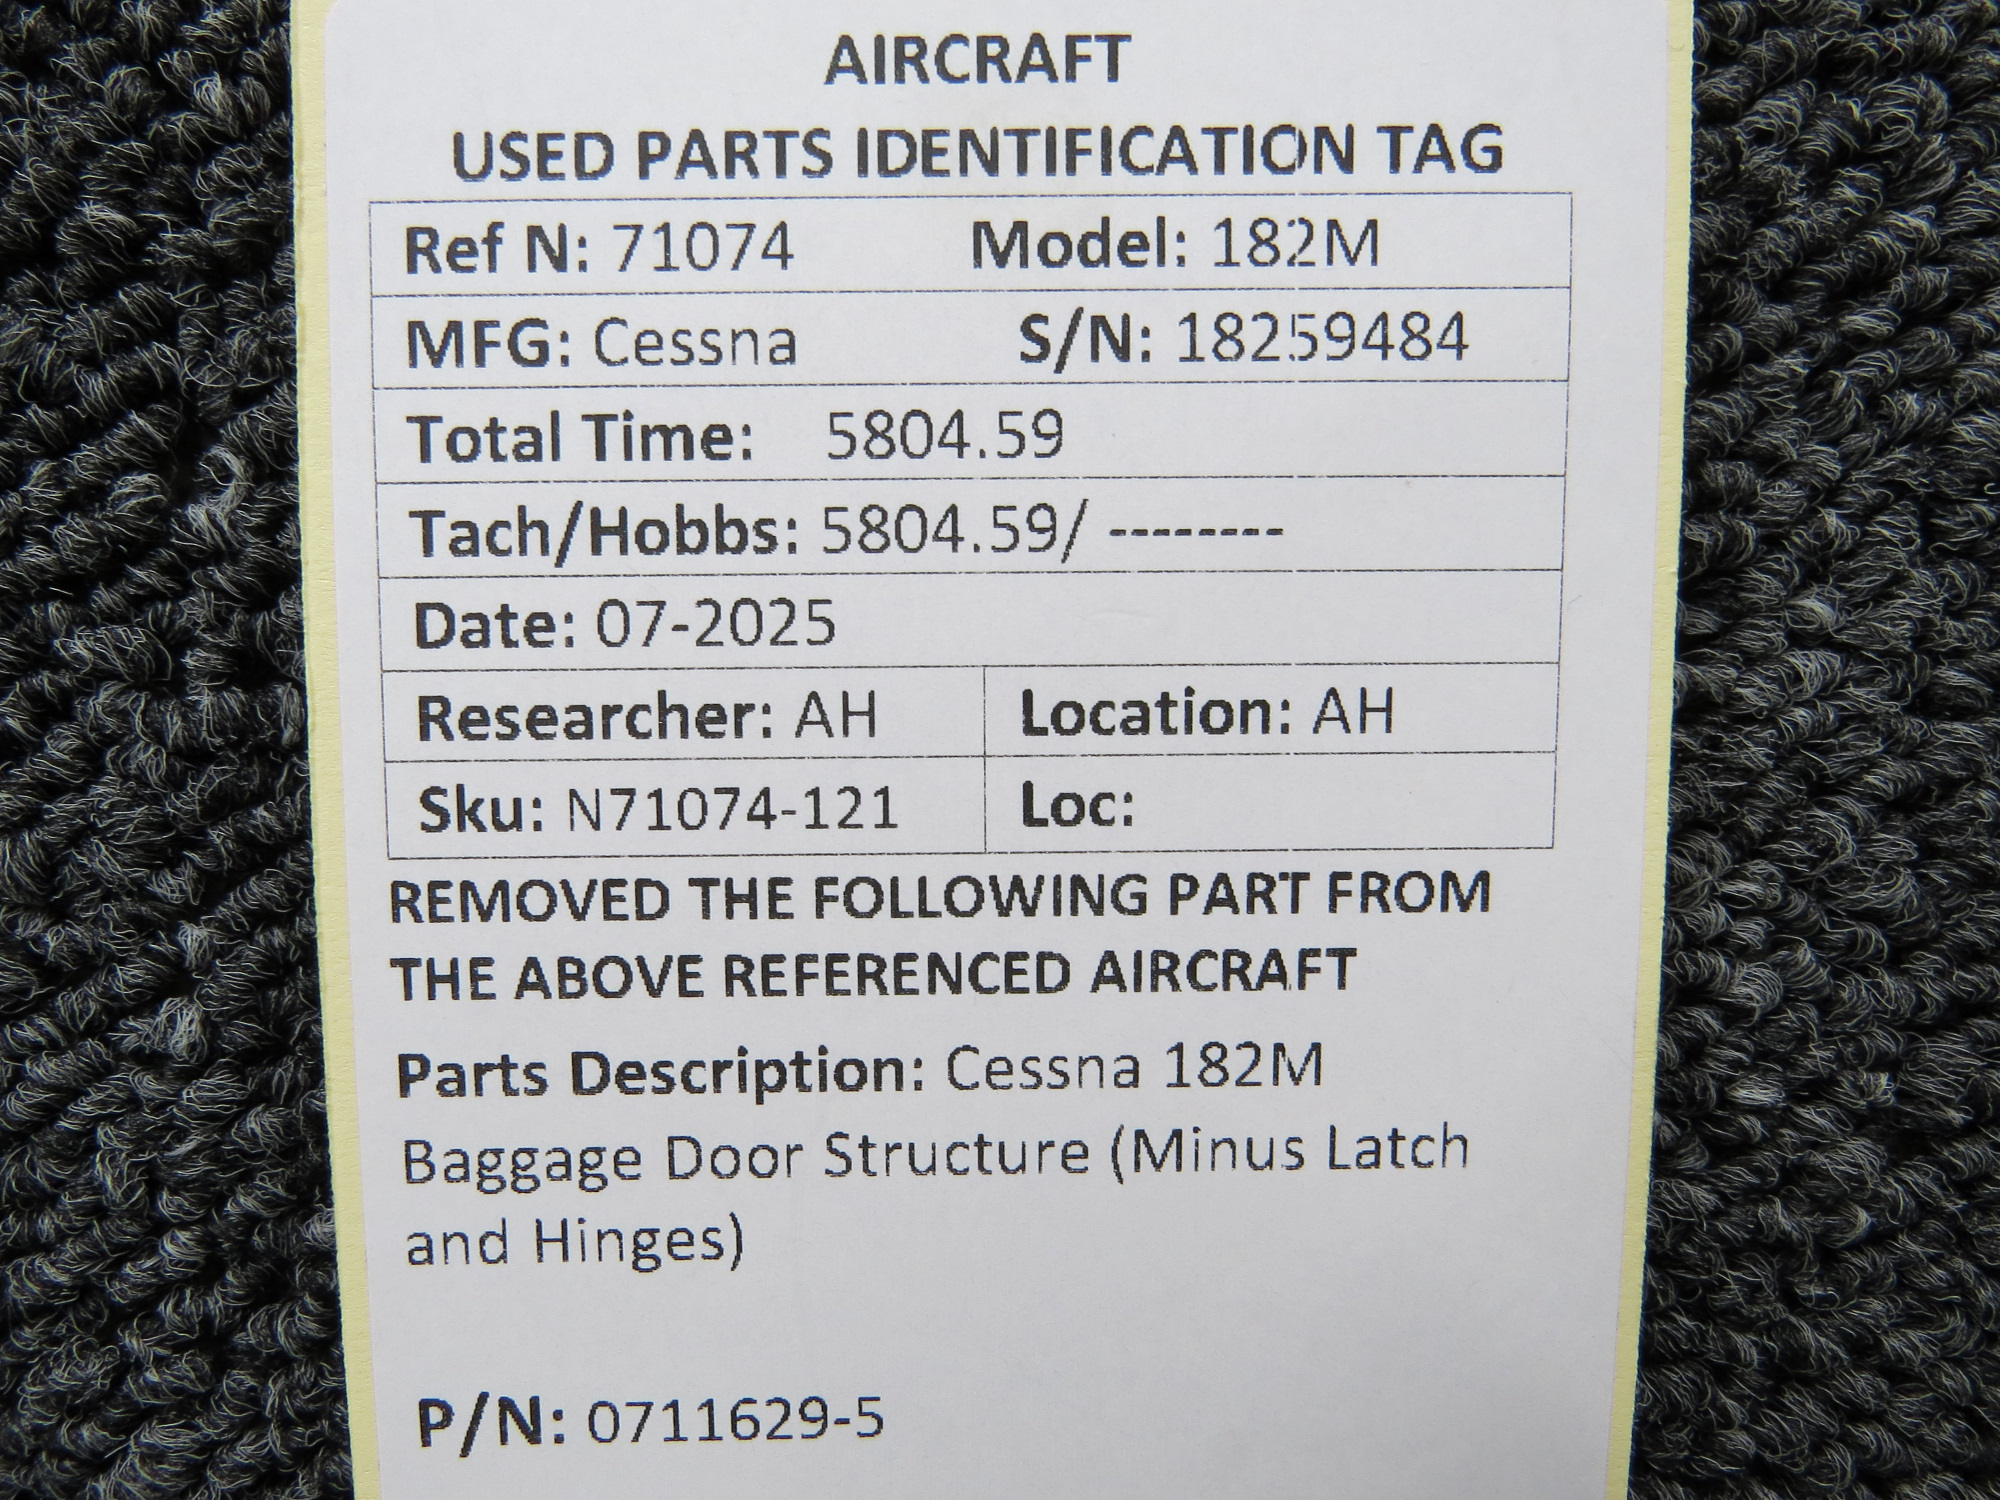 AIRCRAFT
USED PARTS IDENTIFICATION TAG
Ref N: 71074 Model: 182M
MFG: Cessna S/N: 18259484
Total Time: 5804.59
Tach/Hobbs: 5804.59/ --------
Date: 07-2025
Researcher: AH Location: AH
Sku: N71074-121 Loc:
REMOVED THE FOLLOWING PART FROM
THE ABOVE REFERENCED AIRCRAFT
Parts Description: Cessna 182M
Baggage Door Structure (Minus Latch
and Hinges)
P/N: 0711629-5